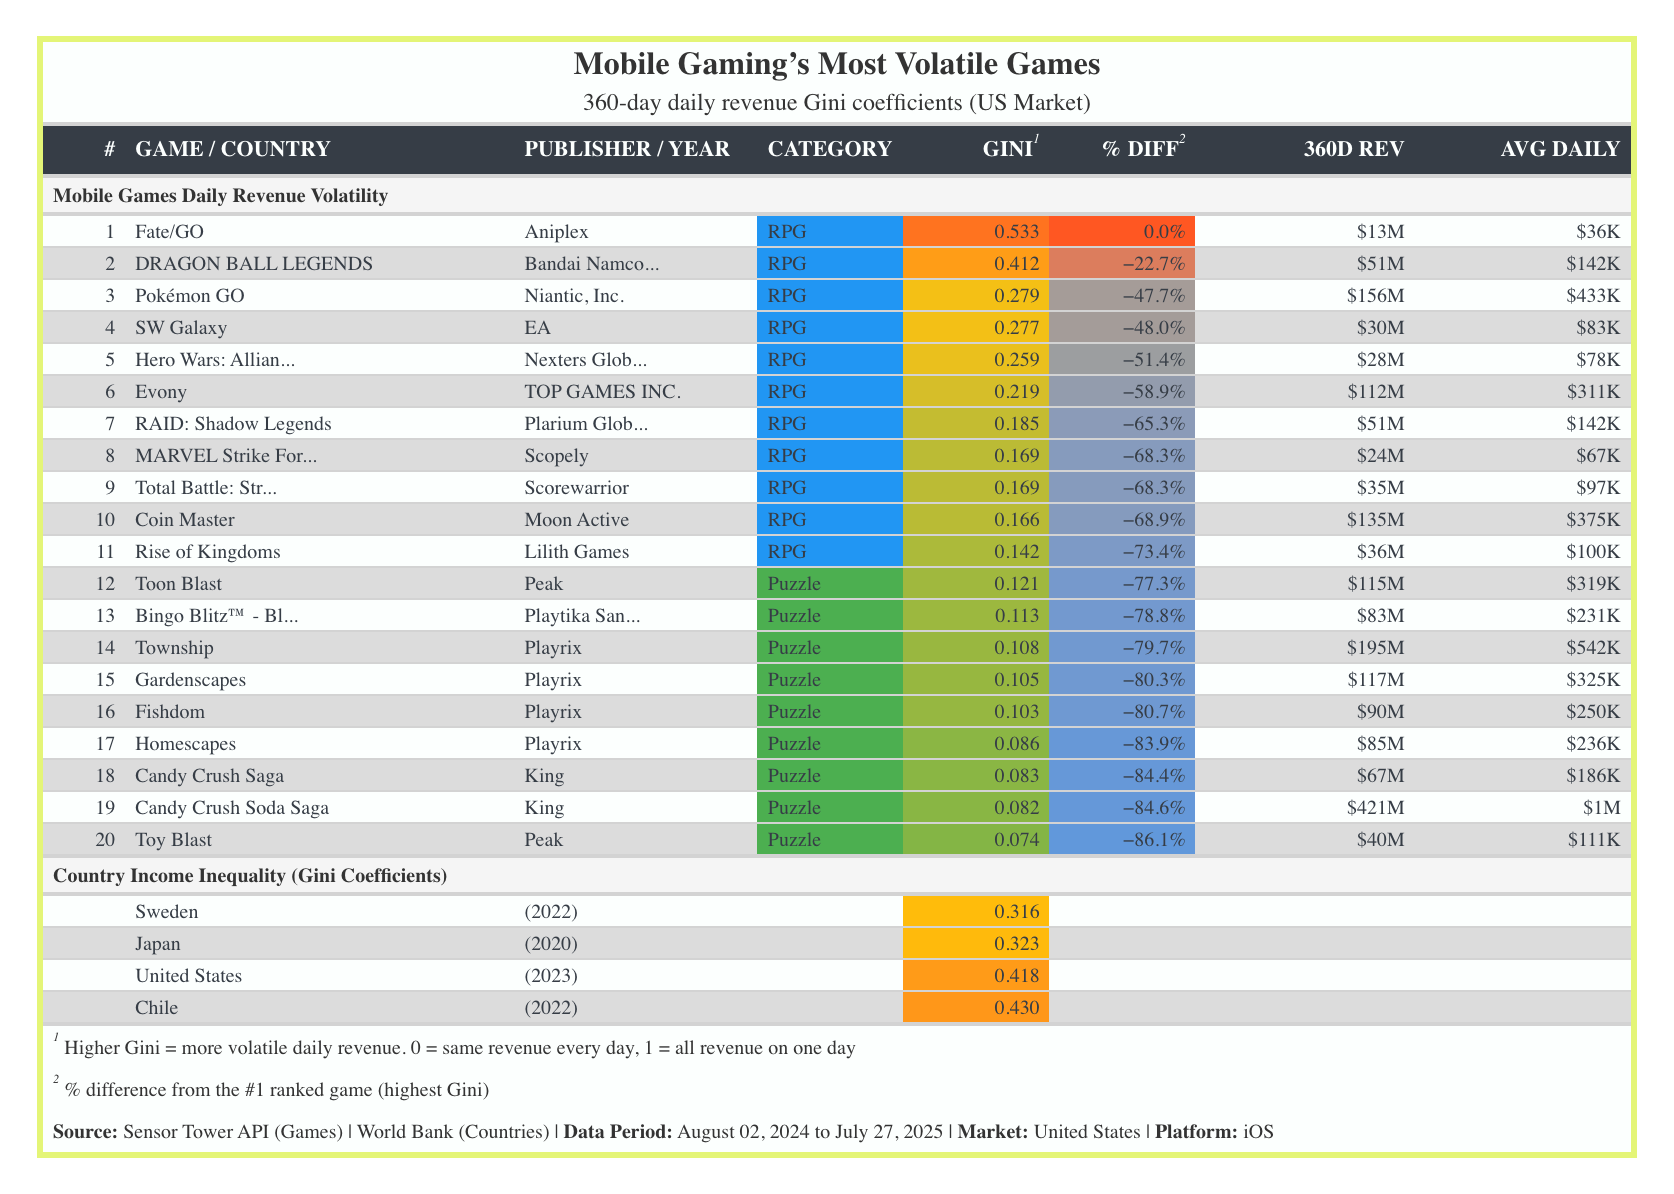 Mobile Gaming’s Most Volatile Games
360-day daily revenue Gini coefficients (US Market)
# GAME / COUNTRY PUBLISHER / YEAR CATEGORY GINI1 % DIFF2 360D REV AVG DAILY
Mobile Games Daily Revenue Volatility
1 Fate/GO Aniplex RPG 0.533 0.0% $13M $36K
2 DRAGON BALL LEGENDS Bandai Namco... RPG 0.412 −22.7% $51M $142K
3 Pokémon GO Niantic, Inc. RPG 0.279 −47.7% $156M $433K
4 SW Galaxy EA RPG 0.277 −48.0% $30M $83K
5 Hero Wars: Allian... Nexters Glob... RPG 0.259 −51.4% $28M $78K
6 Evony TOP GAMES INC. RPG 0.219 −58.9% $112M $311K
7 RAID: Shadow Legends Plarium Glob... RPG 0.185 −65.3% $51M $142K
8 MARVEL Strike For... Scopely RPG 0.169 −68.3% $24M $67K
9 Total Battle: Str... Scorewarrior RPG 0.169 −68.3% $35M $97K
10 Coin Master Moon Active RPG 0.166 −68.9% $135M $375K
11 Rise of Kingdoms Lilith Games RPG 0.142 −73.4% $36M $100K
12 Toon Blast Peak Puzzle 0.121 −77.3% $115M $319K
13 Bingo Blitz™ - Bl... Playtika San... Puzzle 0.113 −78.8% $83M $231K
14 Township Playrix Puzzle 0.108 −79.7% $195M $542K
15 Gardenscapes Playrix Puzzle 0.105 −80.3% $117M $325K
16 Fishdom Playrix Puzzle 0.103 −80.7% $90M $250K
17 Homescapes Playrix Puzzle 0.086 −83.9% $85M $236K
18 Candy Crush Saga King Puzzle 0.083 −84.4% $67M $186K
19 Candy Crush Soda Saga King Puzzle 0.082 −84.6% $421M $1M
20 Toy Blast Peak Puzzle 0.074 −86.1% $40M $111K
Country Income Inequality (Gini Coefficients)
Sweden (2022) 0.316
Japan (2020) 0.323
United States (2023) 0.418
Chile (2022) 0.430
1 Higher Gini = more volatile daily revenue. 0 = same revenue every day, 1 = all revenue on one day
2 % difference from the #1 ranked game (highest Gini)
Source: Sensor Tower API (Games) | World Bank (Countries) | Data Period: August 02, 2024 to July 27, 2025 | Market: United States | Platform: iOS